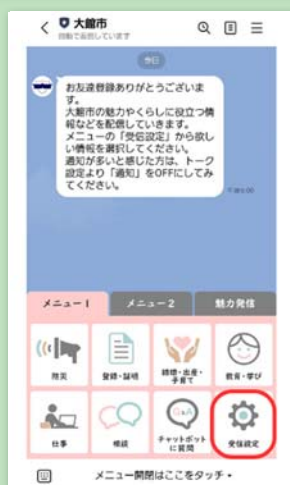 大館市
自動で応答しています
今日
お友達登録ありがとうございま
す。
大館市の魅力やくらしに役立つ情
報などを配信していきます。
メニューの「受信設定」から欲し
い情報を選択してください。
通知が多いと感じた方は、トーク
設定より「通知」をOFFにしてみ
てください。
メニュー1
メニュー2
魅力発信
防災
登録・証明
結婚・出産・
子育て
教育・学び
仕事
相談
Q&A
チャットボット
に質問
受信設定
メニュー開閉はここをタッチ